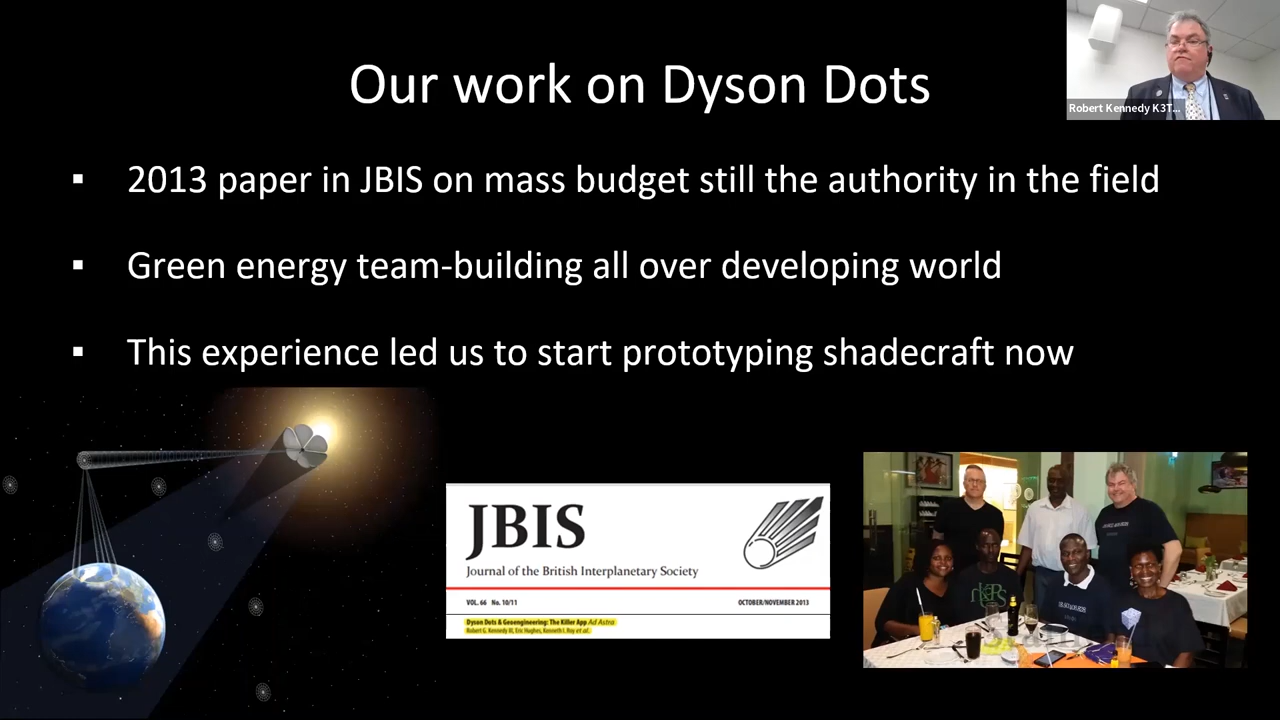 Our work on Dyson Dots
Robert Kennedy K3T...
▪ 2013 paper in JBIS on mass budget still the authority in the field
▪ Green energy team-building all over developing world
▪ This experience led us to start prototyping shadecraft now
JBIS
Journal of the British Interplanetary Society
VOL. 66 No. 10/11 OCTOBER/NOVEMBER 2013
Dyson Dots & Geoengineering: The Killer App Ad Astra
Robert G. Kennedy III, Eric Hughes, Kenneth I. Roy et al.